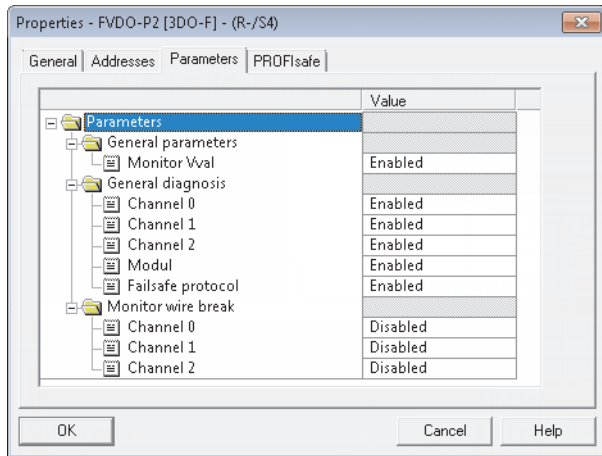 Properties - FVDO-P2 [3DO-F] - (R-/S4)
General Addresses Parameters PROFIsafe
Value
Parameters
General parameters
Monitor Vval Enabled
General diagnosis
Channel 0 Enabled
Channel 1 Enabled
Channel 2 Enabled
Modul Enabled
Failsafe protocol Enabled
Monitor wire break
Channel 0 Disabled
Channel 1 Disabled
Channel 2 Disabled
OK Cancel Help